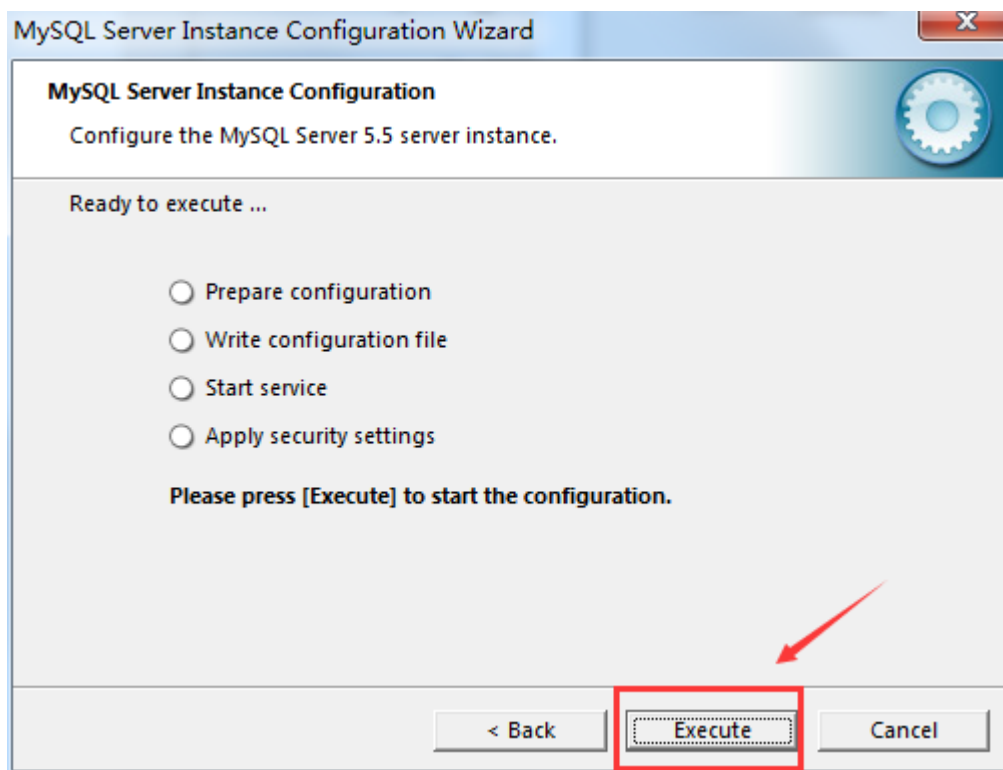 MySQL Server Instance Configuration Wizard
MySQL Server Instance Configuration
Configure the MySQL Server 5.5 server instance.
Ready to execute ...
Prepare configuration
Write configuration file
Start service
Apply security settings
Please press [Execute] to start the configuration.
< Back
Execute
Cancel